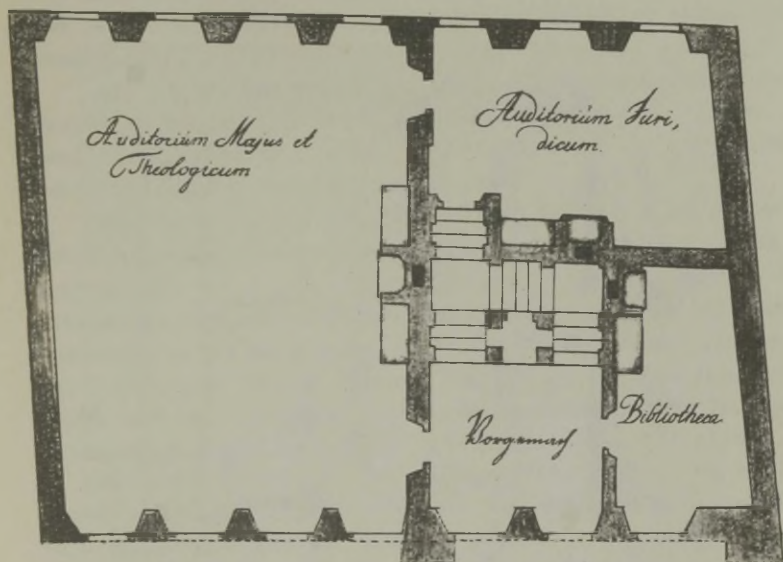 Auditorium Majus et
Theologicum
Auditorium Juri,
dicum.
Vorgemach
Bibliotheca